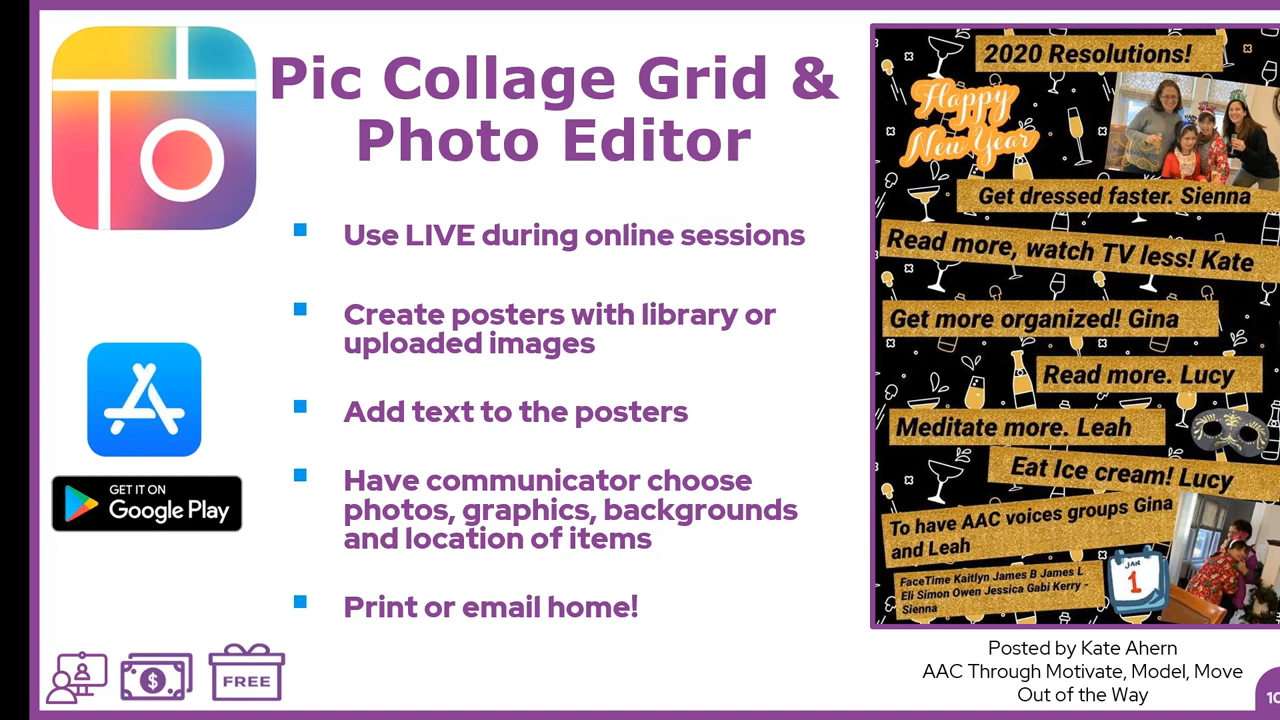 Pic Collage Grid &
Photo Editor
Use LIVE during online sessions
Create posters with library or
uploaded images
Add text to the posters
Have communicator choose
photos, graphics, backgrounds
and location of items
Print or email home!
GET IT ON
Google Play
FREE
2020 Resolutions!
Happy
New Year
Get dressed faster. Sienna
Read more, watch TV less! Kate
Get more organized! Gina
Read more. Lucy
Meditate more. Leah
Eat Ice cream! Lucy
To have AAC voices groups Gina
and Leah
JAN
1
FaceTime Kaitlyn James B James L
Eli Simon Owen Jessica Gabi Kerry -
Sienna
Posted by Kate Ahern
AAC Through Motivate, Model, Move
Out of the Way